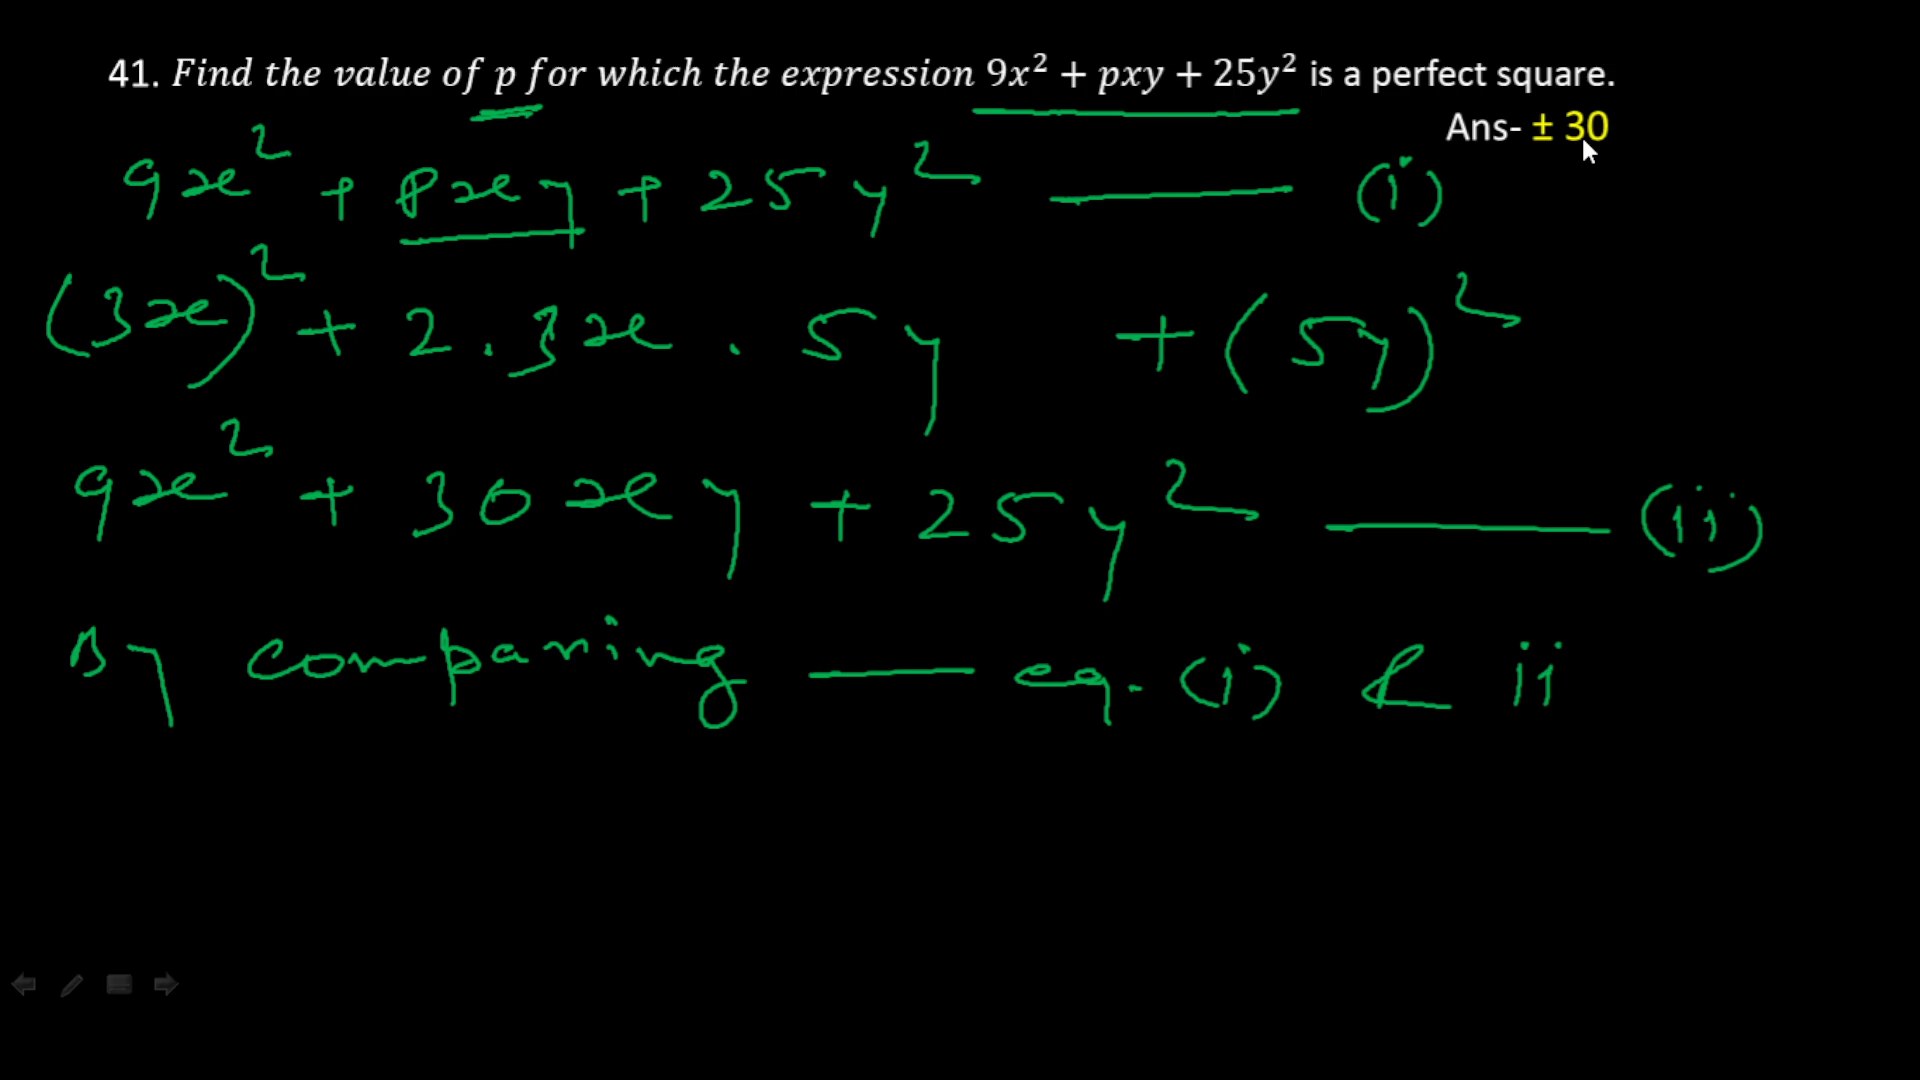 41. Find the value of p for which the expression 9x² + pxy + 25y² is a perfect square.
Ans- ± 30
9x² + pxy + 25y² —— (i)
(3x)² + 2.3x . 5y + (5y)²
9x² + 30xy + 25y² —— (ii)
By comparing — eq. (i) & ii